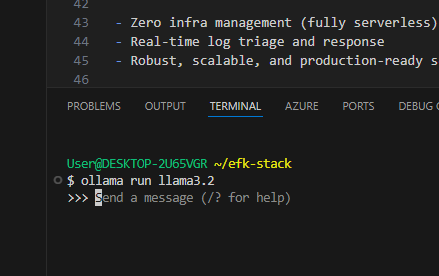 42
43 - Zero infra management (fully serverless)
44 - Real-time log triage and response
45 - Robust, scalable, and production-ready s
46
PROBLEMS OUTPUT TERMINAL AZURE PORTS DEBUG C
User@DESKTOP-2U65VGR ~/efk-stack
$ ollama run llama3.2
>>> Send a message (/? for help)